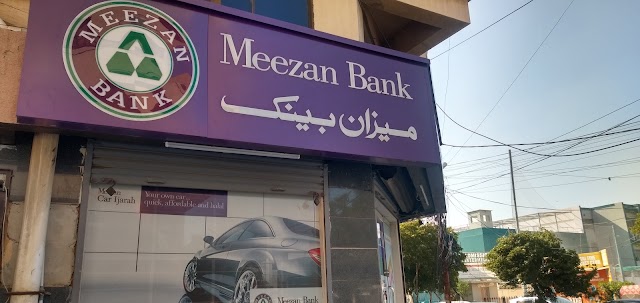 MEEZAN
BANK
Meezan Bank
میزان بینک
Car Ijarah
Your own car
quick, affordable and halal
Meezan Bank